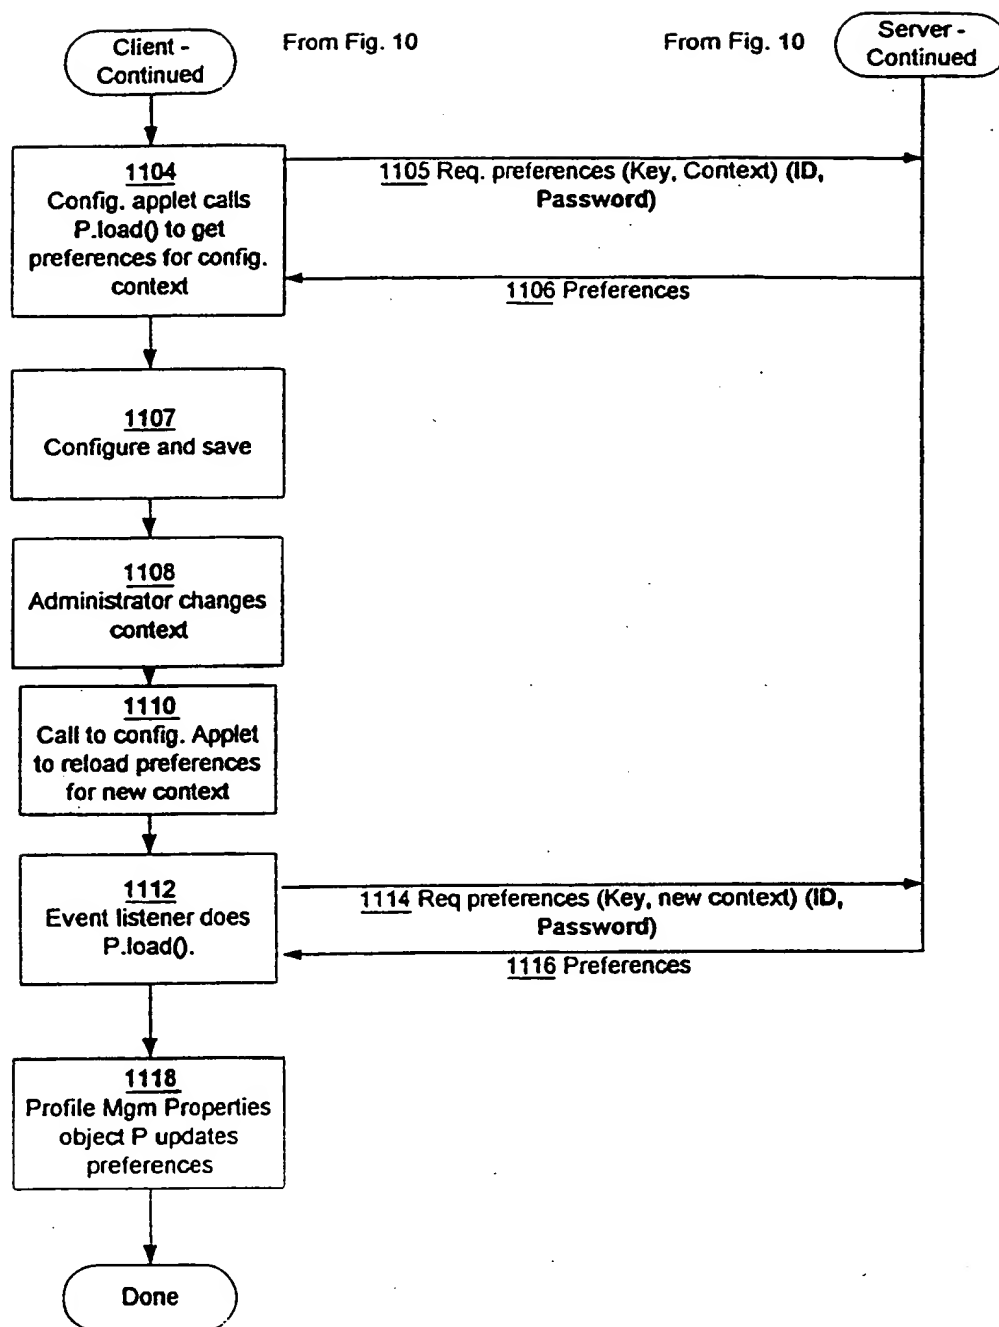 Client -
Continued
From Fig. 10
From Fig. 10
Server -
Continued
1104
Config. applet calls
P.load() to get
preferences for config.
context
1105 Req. preferences (Key, Context) (ID,
Password)
1106 Preferences
1107
Configure and save
1108
Administrator changes
context
1110
Call to config. Applet
to reload preferences
for new context
1112
Event listener does
P.load().
1114 Req preferences (Key, new context) (ID,
Password)
1116 Preferences
1118
Profile Mgm Properties
object P updates
preferences
Done